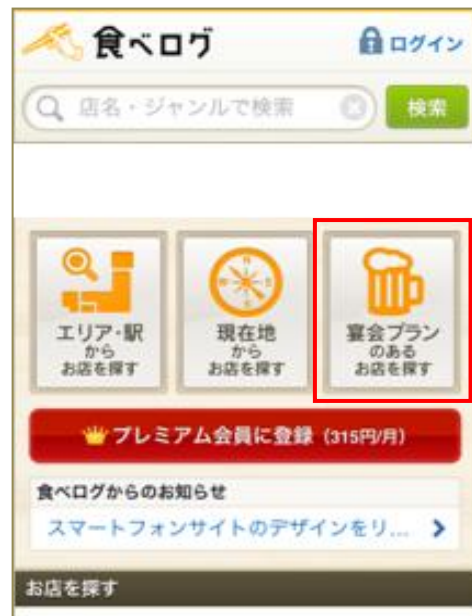 食べログ
ログイン
店名・ジャンルで検索
検索
エリア・駅
から
お店を探す
現在地
から
お店を探す
宴会プラン
のある
お店を探す
プレミアム会員に登録 (315円/月)
食べログからのお知らせ
スマートフォンサイトのデザインをリ...
お店を探す